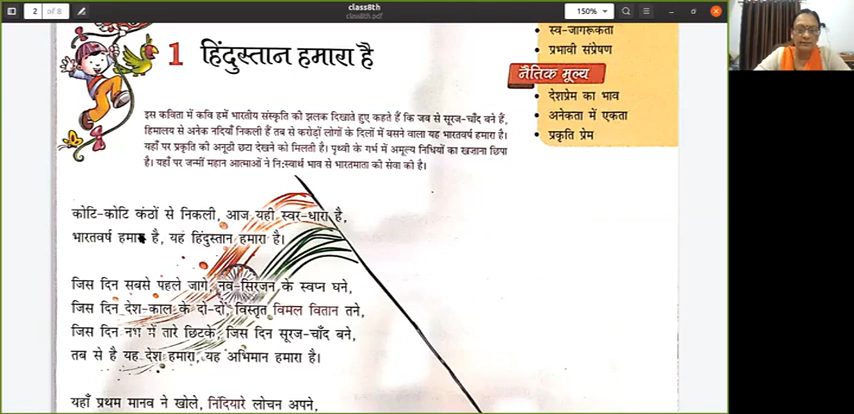 class8th
class8th.pdf
2 of 8
150%
स्व-जागरूकता
प्रभावी संप्रेषण
नैतिक मूल्य
देशप्रेम का भाव
अनेकता में एकता
प्रकृति प्रेम
1 हिंदुस्तान हमारा है
इस कविता में कवि हमें भारतीय संस्कृति की झलक दिखाते हुए कहते हैं कि जब से सूरज-चाँद बने हैं,
हिमालय से अनेक नदियाँ निकली हैं तब से करोड़ों लोगों के दिलों में बसने वाला यह भारतवर्ष हमारा है।
यहाँ पर प्रकृति की अनूठी छटा देखने को मिलती है। पृथ्वी के गर्भ में अमूल्य निधियों का खज़ाना छिपा
है। यहाँ पर जन्मीं महान आत्माओं ने नि:स्वार्थ भाव से भारतमाता की सेवा की है।
कोटि-कोटि कंठों से निकली, आज यही स्वर-धारा है,
भारतवर्ष हमारा है, यह हिंदुस्तान हमारा है।
जिस दिन सबसे पहले जागे, नव-सिरजन के स्वप्न घने,
जिस दिन देश-काल के दो-दो, विस्तृत विमल वितान तने,
जिस दिन नभ में तारे छिटके, जिस दिन सूरज-चाँद बने,
तब से है यह देश हमारा, यह अभिमान हमारा है।
यहाँ प्रथम मानव ने खोले, निंदियारे लोचन अपने,